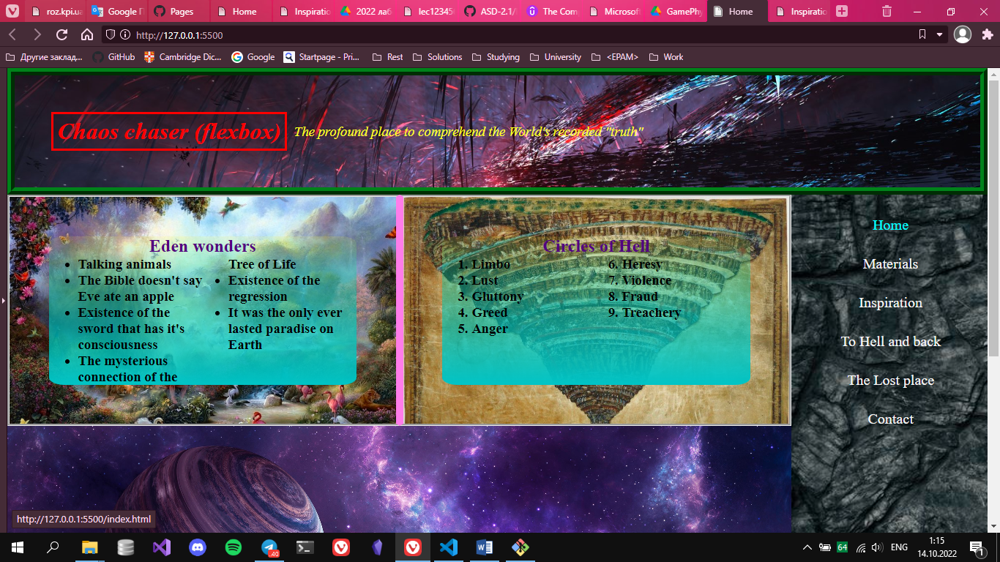 roz.kpi.ua
Google П
Pages
Home
Inspiratio
2022 лаб
lec12345
ASD-2.1/
The Comp
Microsoft
GamePhy
Home
Inspiratio
http://127.0.0.1:5500
Другие заклад...
GitHub
Cambridge Dic...
Google
Startpage - Pri...
Rest
Solutions
Studying
University
<EPAM>
Work
Chaos chaser (flexbox)
The profound place to comprehend the World's recorded "truth"
Eden wonders
Talking animals
The Bible doesn't say
Eve ate an apple
Existence of the
sword that has it's
consciousness
The mysterious
connection of the
Tree of Life
Existence of the
regression
It was the only ever
lasted paradise on
Earth
Circles of Hell
1. Limbo
2. Lust
3. Gluttony
4. Greed
5. Anger
6. Heresy
7. Violence
8. Fraud
9. Treachery
Home
Materials
Inspiration
To Hell and back
The Lost place
Contact
http://127.0.0.1:5500/index.html
40
64
ENG
1:15
14.10.2022
1